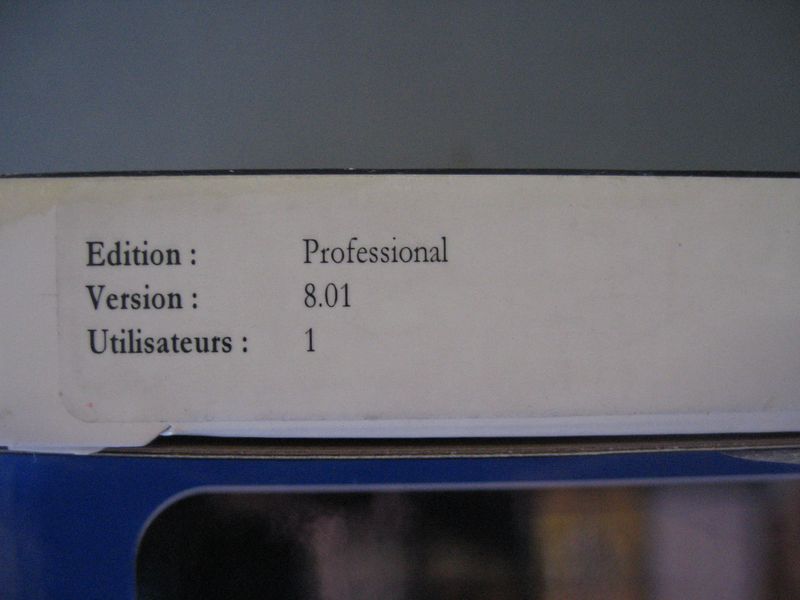 Edition : Professional
Version : 8.01
Utilisateurs : 1